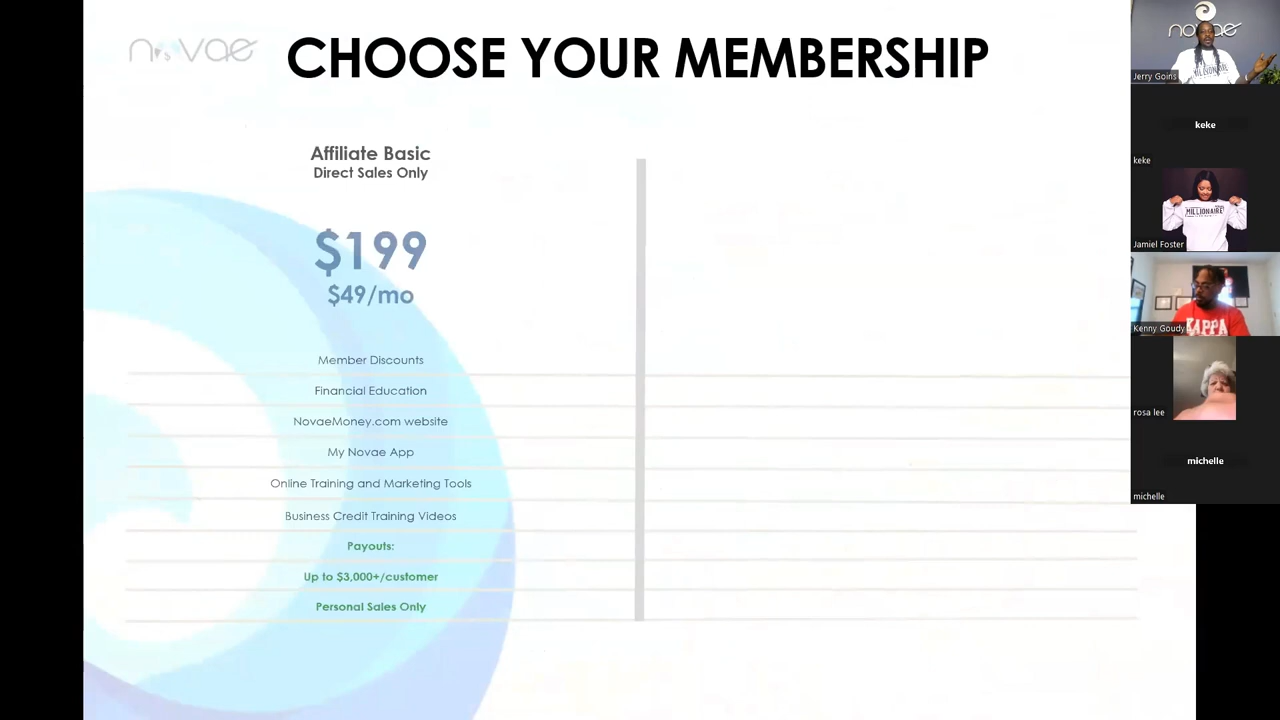 novae
CHOOSE YOUR MEMBERSHIP
Affiliate Basic
Direct Sales Only
$199
$49/mo
Member Discounts
Financial Education
NovaeMoney.com website
My Novae App
Online Training and Marketing Tools
Business Credit Training Videos
Payouts:
Up to $3,000+/customer
Personal Sales Only
novae
MILLIONAIRE
Jerry Goins
keke
keke
MILLIONAIRE
Jamiel Foster
KAPPA
Kenny Goudy
rosa lee
michelle
michelle